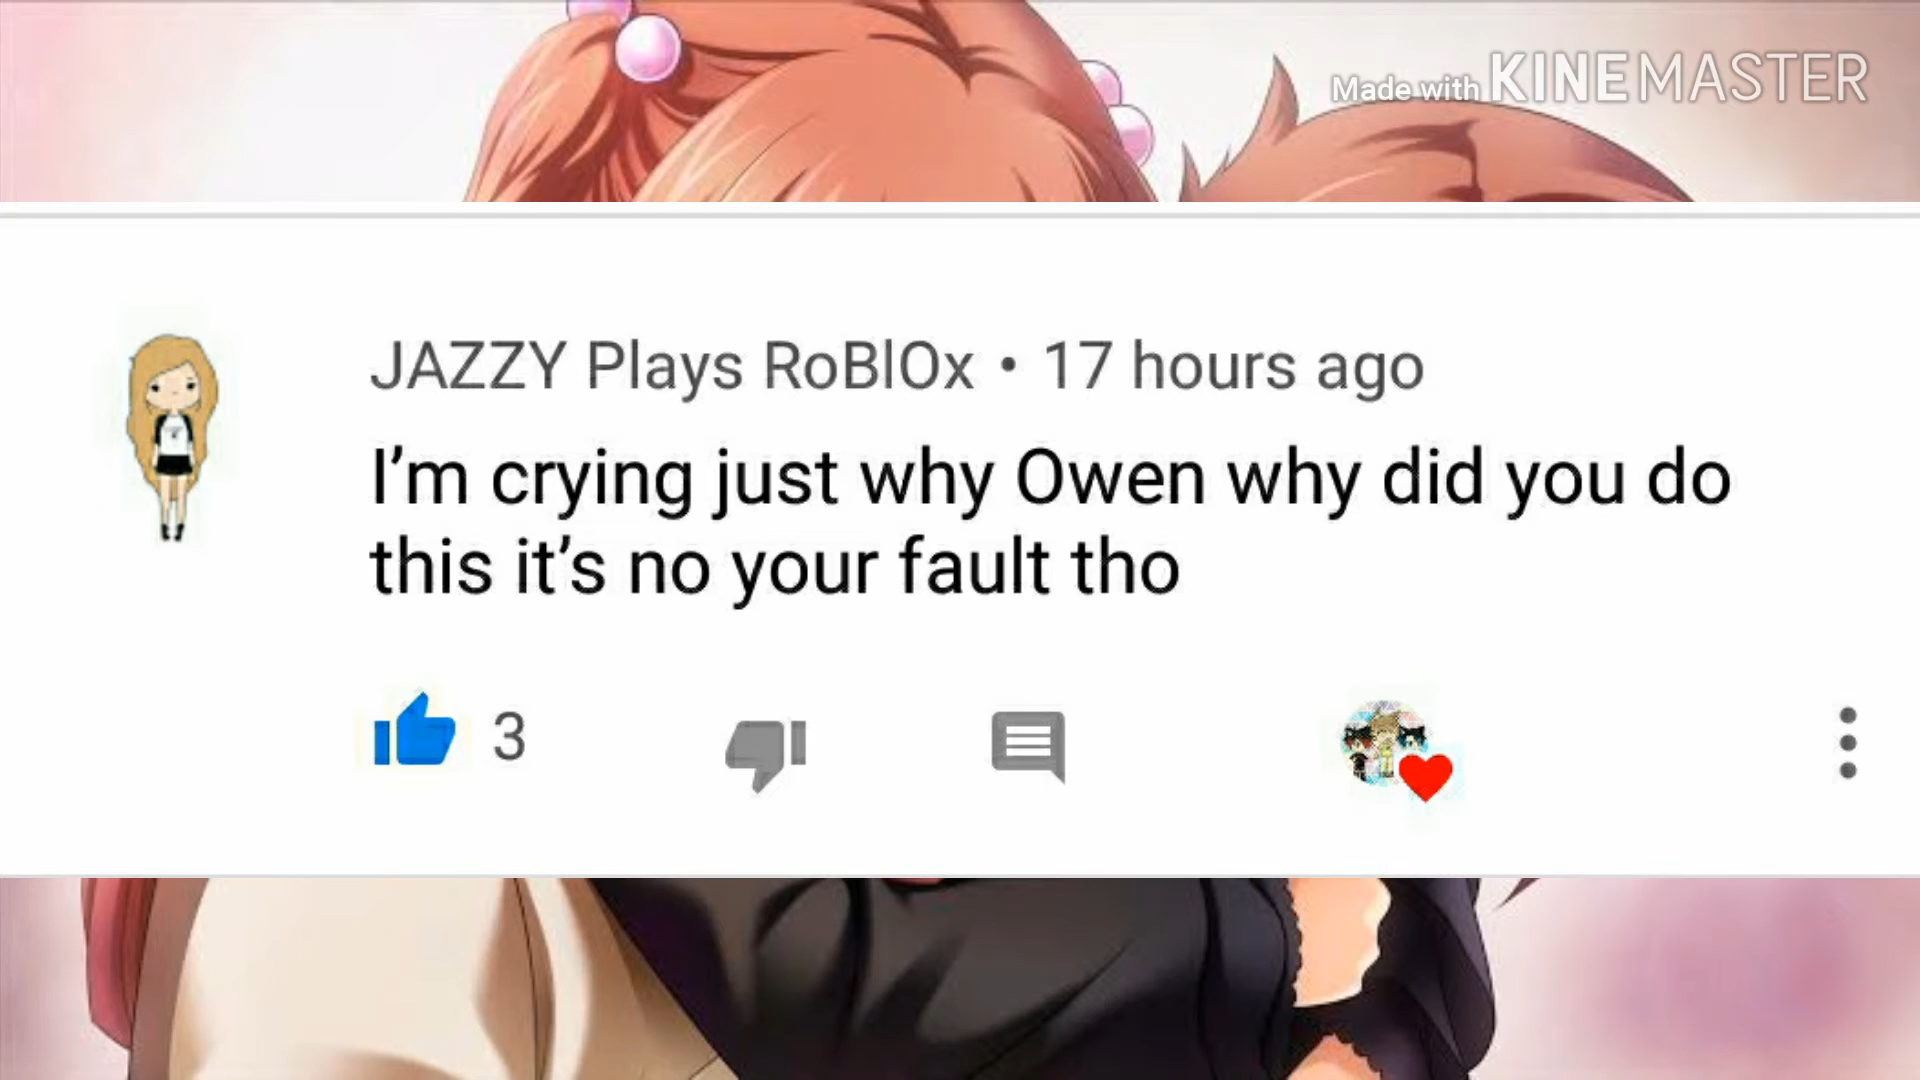 Made with KINEMASTER
JAZZY Plays RoBlOx • 17 hours ago
I’m crying just why Owen why did you do
this it’s no your fault tho
3